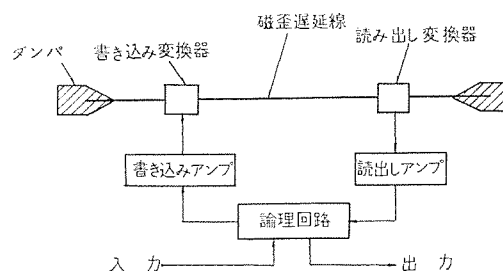 磁歪遅延線
ダンパ 書き込み変換器 読み出し変換器
書き込みアンプ 読出しアンプ
論理回路
入力 出力